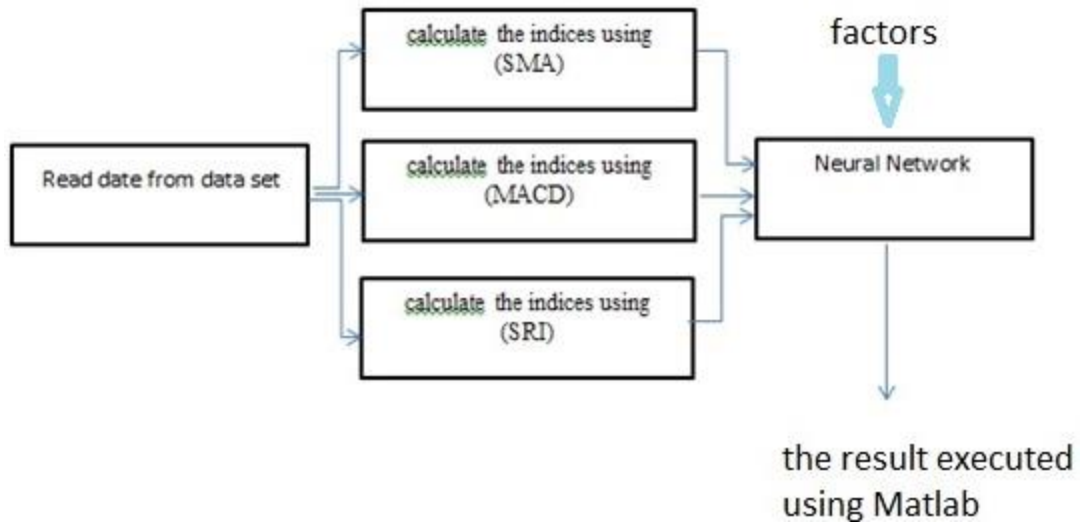 Read date from data set
calculate the indices using
(SMA)
calculate the indices using
(MACD)
calculate the indices using
(SRI)
factors
Neural Network
the result executed
using Matlab